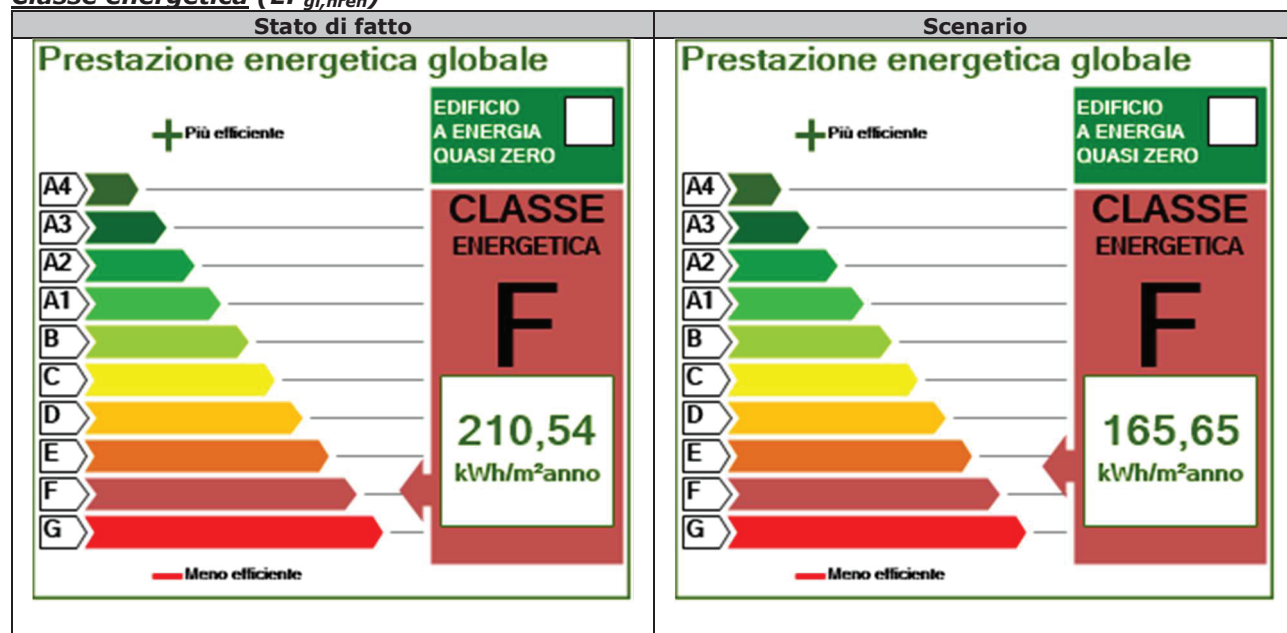 Classe energetica (EP gl,nren)
Stato di fatto
Scenario
Prestazione energetica globale
EDIFICIO
A ENERGIA
QUASI ZERO
Più efficiente
A4
A3
A2
A1
B
C
D
E
F
G
CLASSE
ENERGETICA
F
210,54
kWh/m²anno
Meno efficiente
Prestazione energetica globale
EDIFICIO
A ENERGIA
QUASI ZERO
Più efficiente
A4
A3
A2
A1
B
C
D
E
F
G
CLASSE
ENERGETICA
F
165,65
kWh/m²anno
Meno efficiente